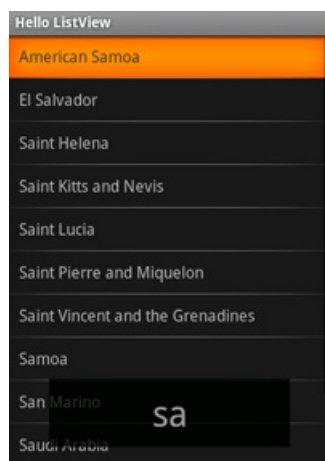 Hello ListView
American Samoa
El Salvador
Saint Helena
Saint Kitts and Nevis
Saint Lucia
Saint Pierre and Miquelon
Saint Vincent and the Grenadines
Samoa
San Marino
sa
Saudi Arabia